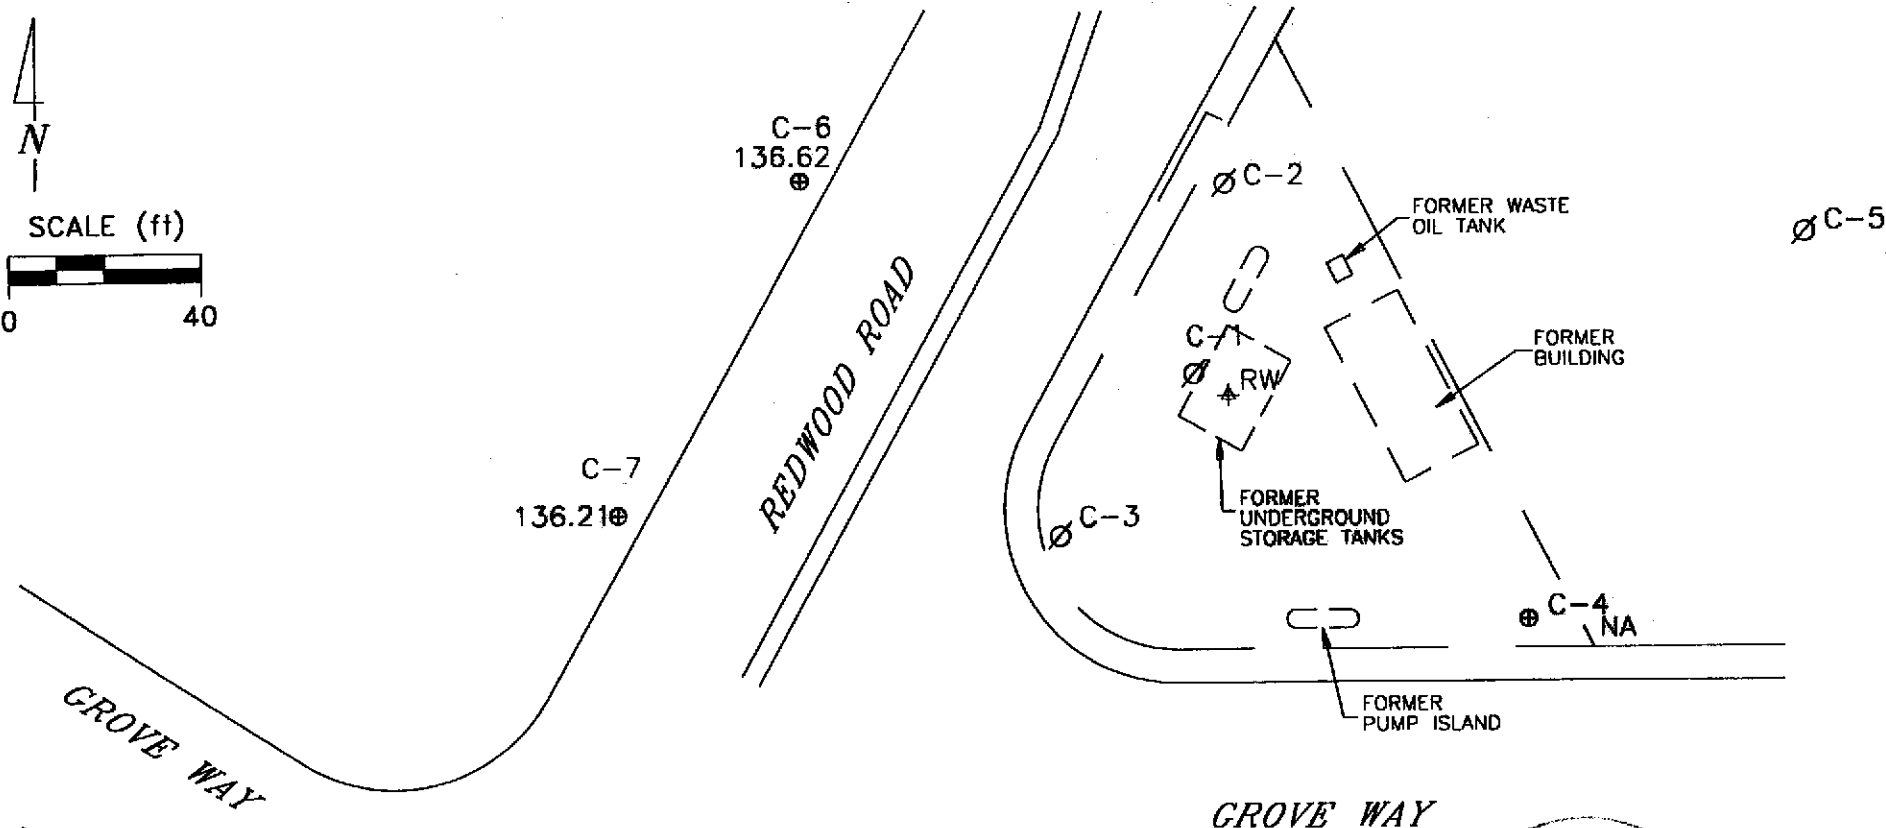 N
SCALE (ft)
0 40
C-6
136.62
C-7
136.21
REDWOOD ROAD
GROVE WAY
C-2
C-5
FORMER WASTE
OIL TANK
C-1
RW
FORMER
BUILDING
C-3
FORMER
UNDERGROUND
STORAGE TANKS
C-4
NA
FORMER
PUMP ISLAND
GROVE WAY